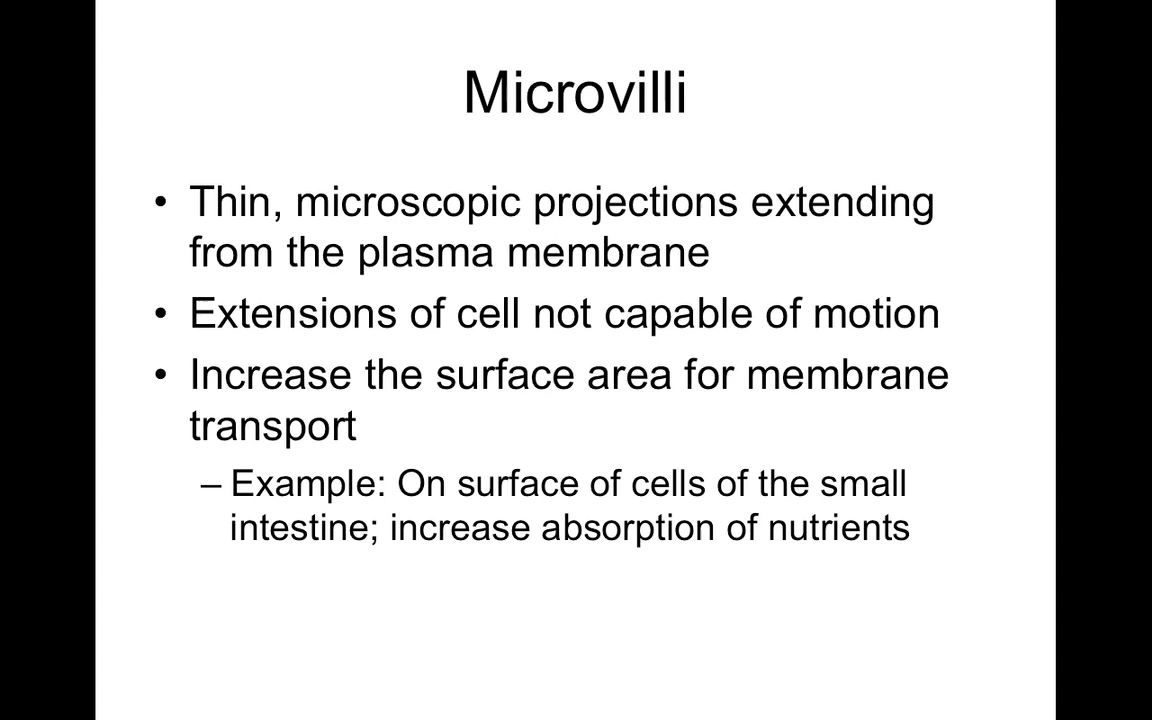 Microvilli
• Thin, microscopic projections extending
from the plasma membrane
• Extensions of cell not capable of motion
• Increase the surface area for membrane
transport
– Example: On surface of cells of the small
intestine; increase absorption of nutrients